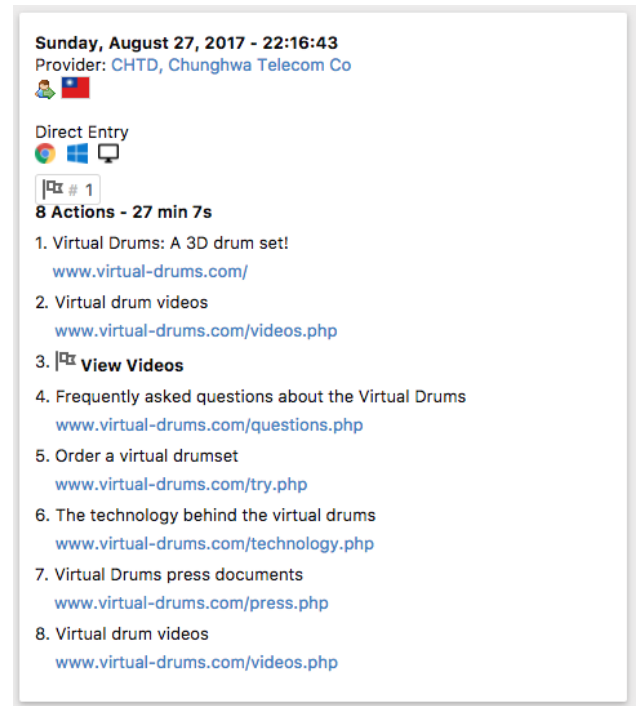 Sunday, August 27, 2017 - 22:16:43
Provider: CHTD, Chunghwa Telecom Co
Direct Entry
# 1
8 Actions - 27 min 7s
1. Virtual Drums: A 3D drum set!
www.virtual-drums.com/
2. Virtual drum videos
www.virtual-drums.com/videos.php
3. View Videos
4. Frequently asked questions about the Virtual Drums
www.virtual-drums.com/questions.php
5. Order a virtual drumset
www.virtual-drums.com/try.php
6. The technology behind the virtual drums
www.virtual-drums.com/technology.php
7. Virtual Drums press documents
www.virtual-drums.com/press.php
8. Virtual drum videos
www.virtual-drums.com/videos.php